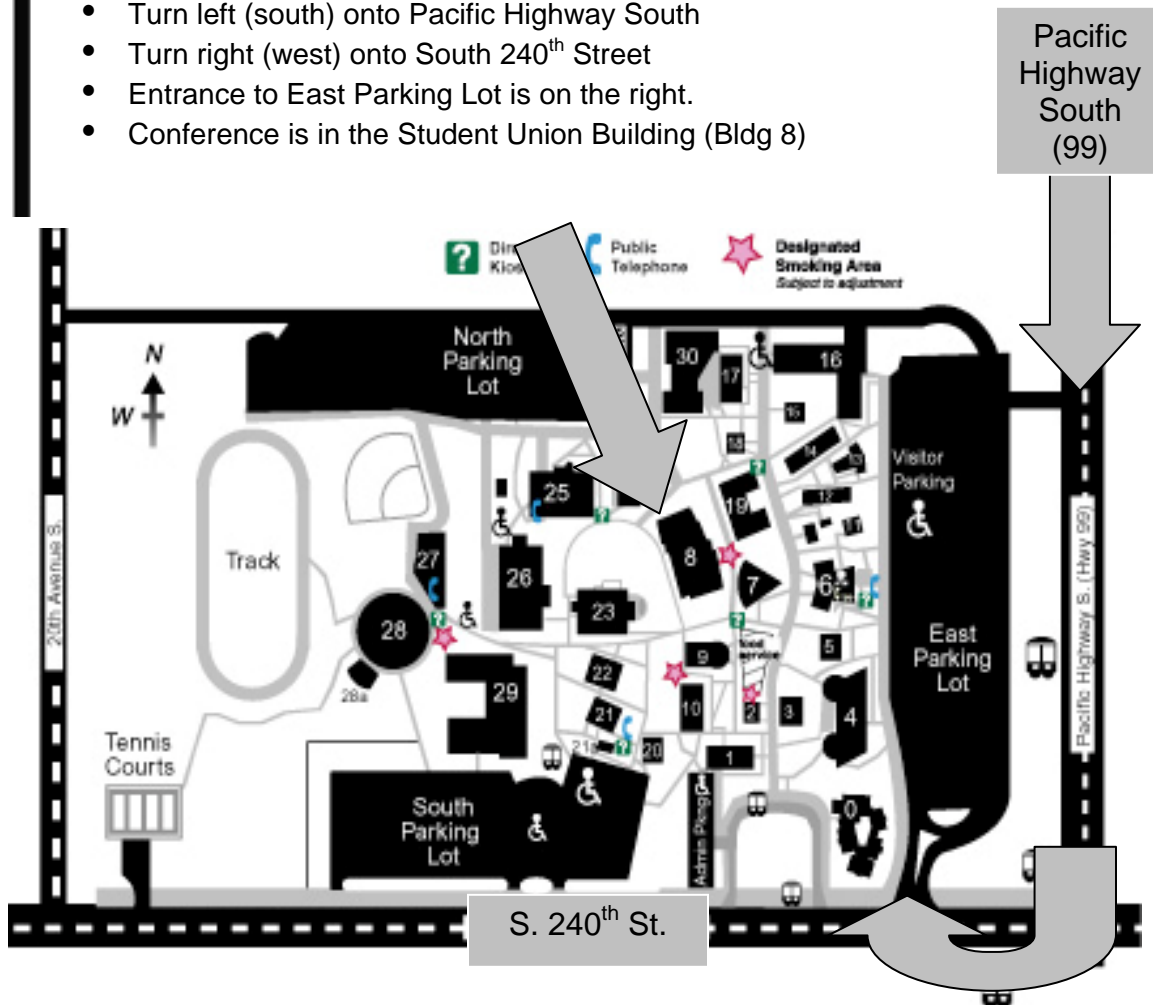 • Turn left (south) onto Pacific Highway South
• Turn right (west) onto South 240th Street
• Entrance to East Parking Lot is on the right.
• Conference is in the Student Union Building (Bldg 8)
Pacific
Highway
South
(99)
?
Public
Telephone
Designated
Smoking Area
Subject to adjustment
North
Parking
Lot
N
W
30
17
16
15
18
14
13
Visitor
Parking
12
11
19
25
8
7
6
27
26
23
Track
28
28a
29
22
21
21a
20
9
food
service
10
2
3
5
4
1
0
East
Parking
Lot
20th Avenue S.
Pacific Highway S. (Hwy 99)
Tennis
Courts
South
Parking
Lot
Admin Pkng
S. 240th St.